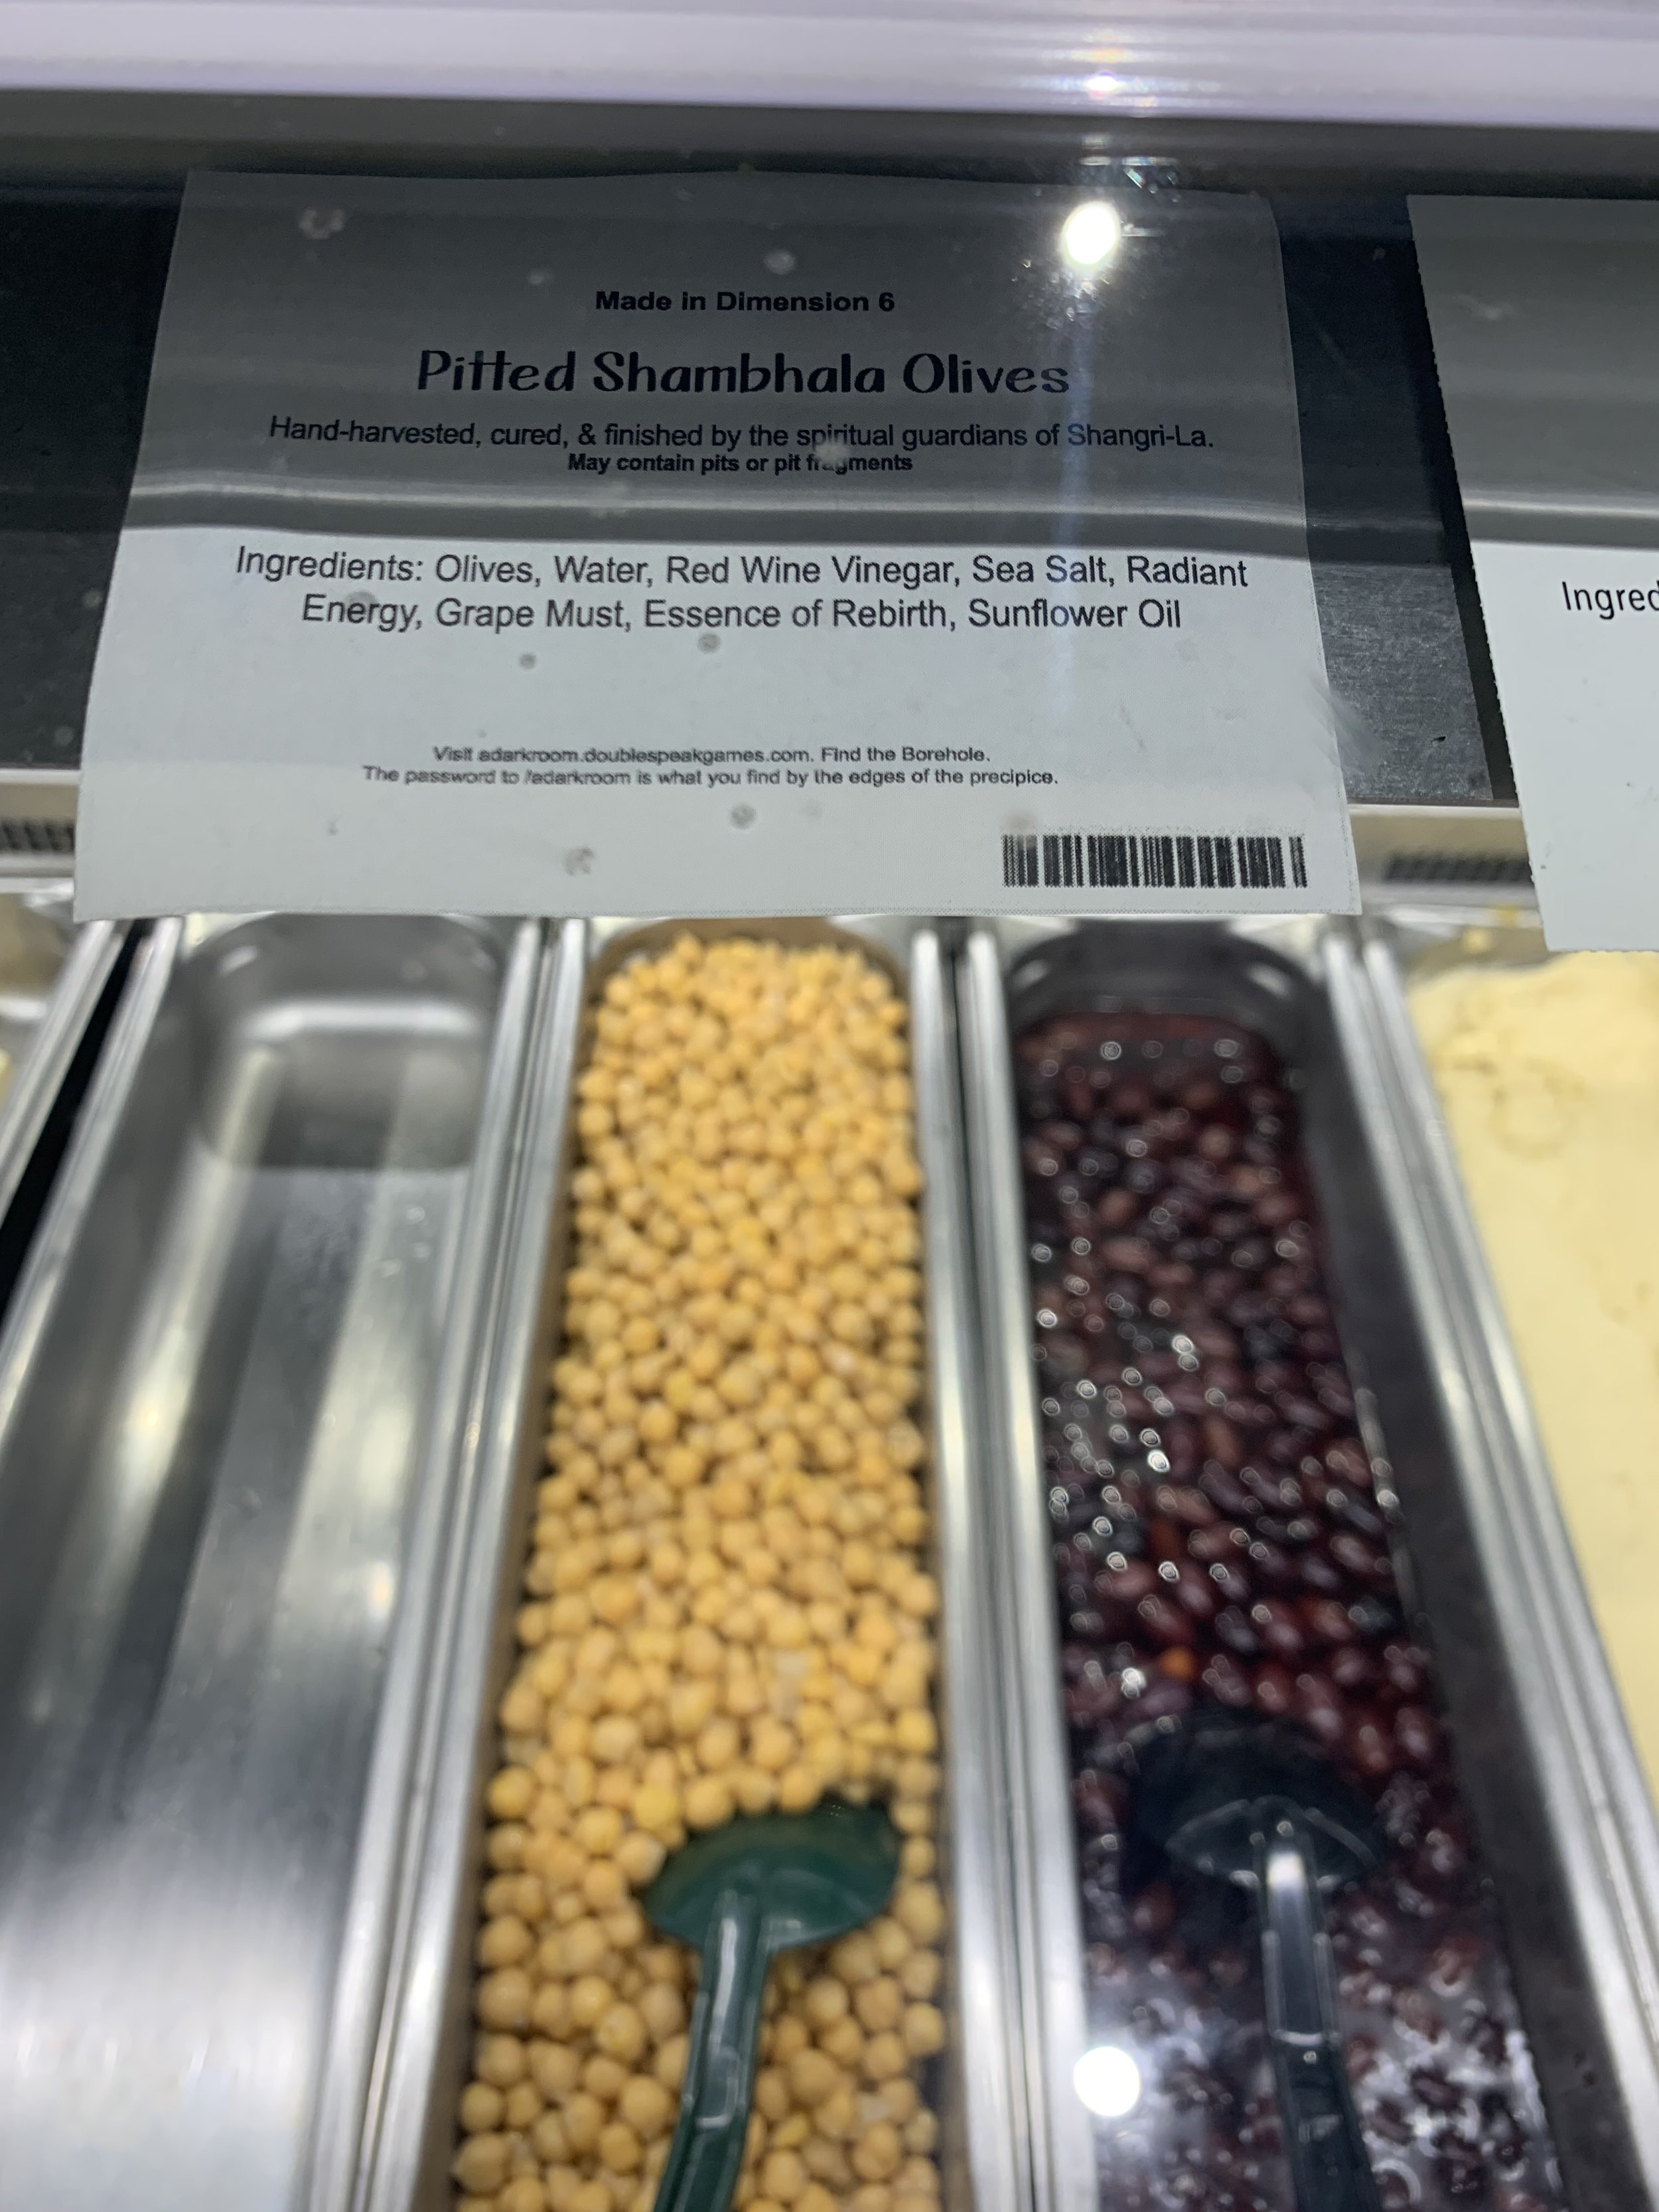 Made in Dimension 6
Pitted Shambhala Olives
Hand-harvested, cured, & finished by the spiritual guardians of Shangri-La.
May contain pits or pit fragments
Ingredients: Olives, Water, Red Wine Vinegar, Sea Salt, Radiant
Energy, Grape Must, Essence of Rebirth, Sunflower Oil
Visit adarkroom.doublespeakgames.com. Find the Borehole.
The password to /adarkroom is what you find by the edges of the precipice.
Ingred